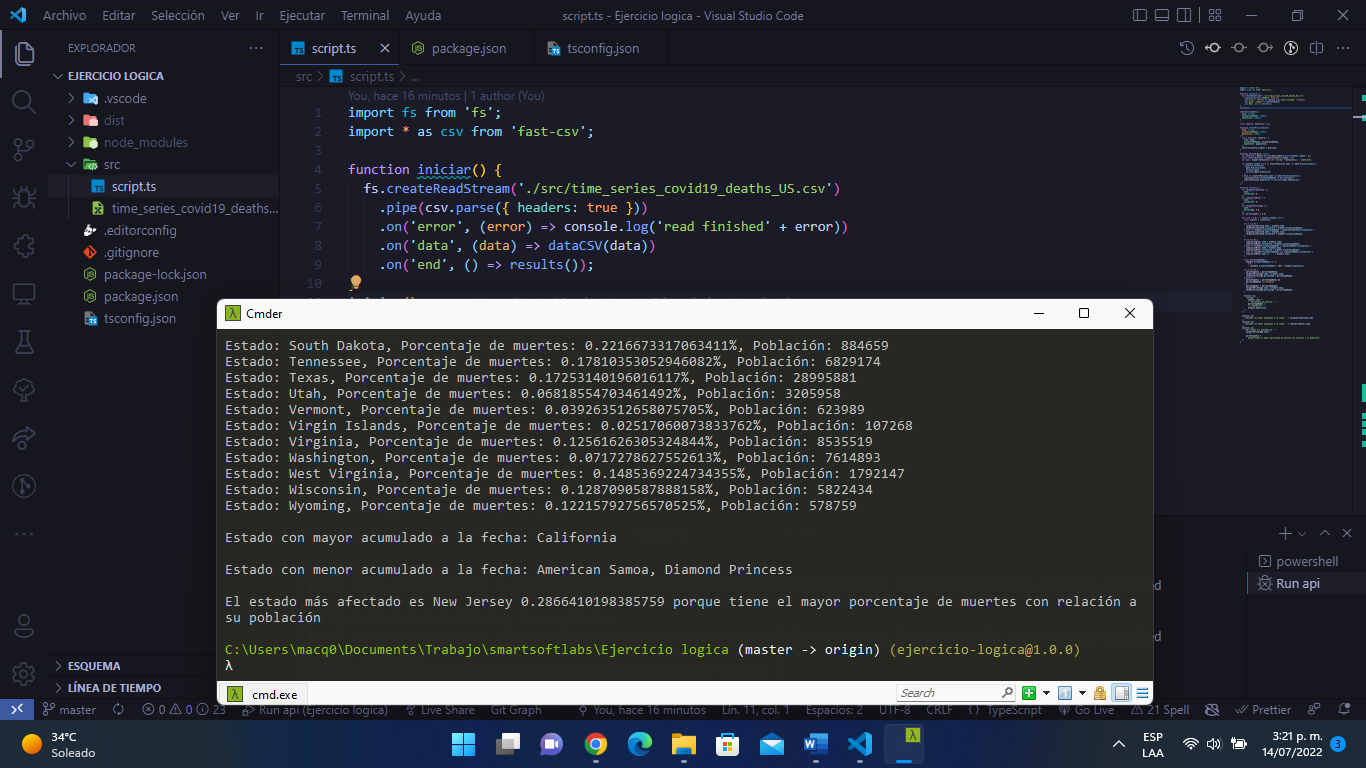 Archivo Editar Selección Ver Ir Ejecutar Terminal Ayuda
script.ts - Ejercicio logica - Visual Studio Code
EXPLORADOR
EJERCICIO LOGICA
.vscode
dist
node_modules
src
script.ts
time_series_covid19_deaths...
.editorconfig
.gitignore
package-lock.json
package.json
tsconfig.json
script.ts
package.json
tsconfig.json
src > script.ts > ...
You, hace 16 minutos | 1 author (You)
1 import fs from 'fs';
2 import * as csv from 'fast-csv';
3
4 function iniciar() {
5 fs.createReadStream('./src/time_series_covid19_deaths_US.csv')
6 .pipe(csv.parse({ headers: true }))
7 .on('error', (error) => console.log('read finished' + error))
8 .on('data', (data) => dataCSV(data))
9 .on('end', () => results());
10 }
Cmder
Estado: South Dakota, Porcentaje de muertes: 0.2216673317063411%, Población: 884659
Estado: Tennessee, Porcentaje de muertes: 0.17810353052946082%, Población: 6829174
Estado: Texas, Porcentaje de muertes: 0.17253140196016117%, Población: 28995881
Estado: Utah, Porcentaje de muertes: 0.06818554703461492%, Población: 3205958
Estado: Vermont, Porcentaje de muertes: 0.039263512658075705%, Población: 623989
Estado: Virgin Islands, Porcentaje de muertes: 0.02517060073833762%, Población: 107268
Estado: Virginia, Porcentaje de muertes: 0.12561626305324844%, Población: 8535519
Estado: Washington, Porcentaje de muertes: 0.0717278627552613%, Población: 7614893
Estado: West Virginia, Porcentaje de muertes: 0.1485369224734355%, Población: 1792147
Estado: Wisconsin, Porcentaje de muertes: 0.1287090587888158%, Población: 5822434
Estado: Wyoming, Porcentaje de muertes: 0.12215792756570525%, Población: 578759
Estado con mayor acumulado a la fecha: California
Estado con menor acumulado a la fecha: American Samoa, Diamond Princess
El estado más afectado es New Jersey 0.2866410198385759 porque tiene el mayor porcentaje de muertes con relación a
su población
C:\Users\macq0\Documents\Trabajo\smartsoftlabs\Ejercicio logica (master -> origin) (ejercicio-logica@1.0.0)
λ
cmd.exe
Search
powershell
Run api
ESQUEMA
LÍNEA DE TIEMPO
master 0 0 23 Run api (Ejercicio logica) Live Share Git Graph You, hace 16 minutos Lín. 11, col. 1 Espacios: 2 UTF-8 CRLF {} TypeScript Go Live 21 Spell Prettier
34°C
Soleado
ESP
LAA
3:21 p. m.
14/07/2022
3